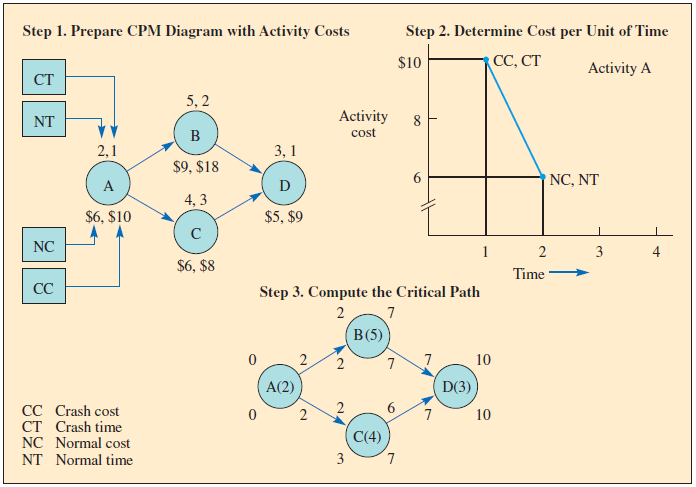 Step 1. Prepare CPM Diagram with Activity Costs
CT
NT
5, 2
B
$9, $18
2,1
A
$6, $10
3, 1
D
$5, $9
4, 3
C
$6, $8
NC
CC
Step 2. Determine Cost per Unit of Time
$10
CC, CT
Activity A
Activity
cost
8
6
NC, NT
1 2 3 4
Time
Step 3. Compute the Critical Path
2 7
B(5)
2 7
0 2
A(2)
0 2
7 10
D(3)
7 10
2 6
C(4)
3 7
CC Crash cost
CT Crash time
NC Normal cost
NT Normal time